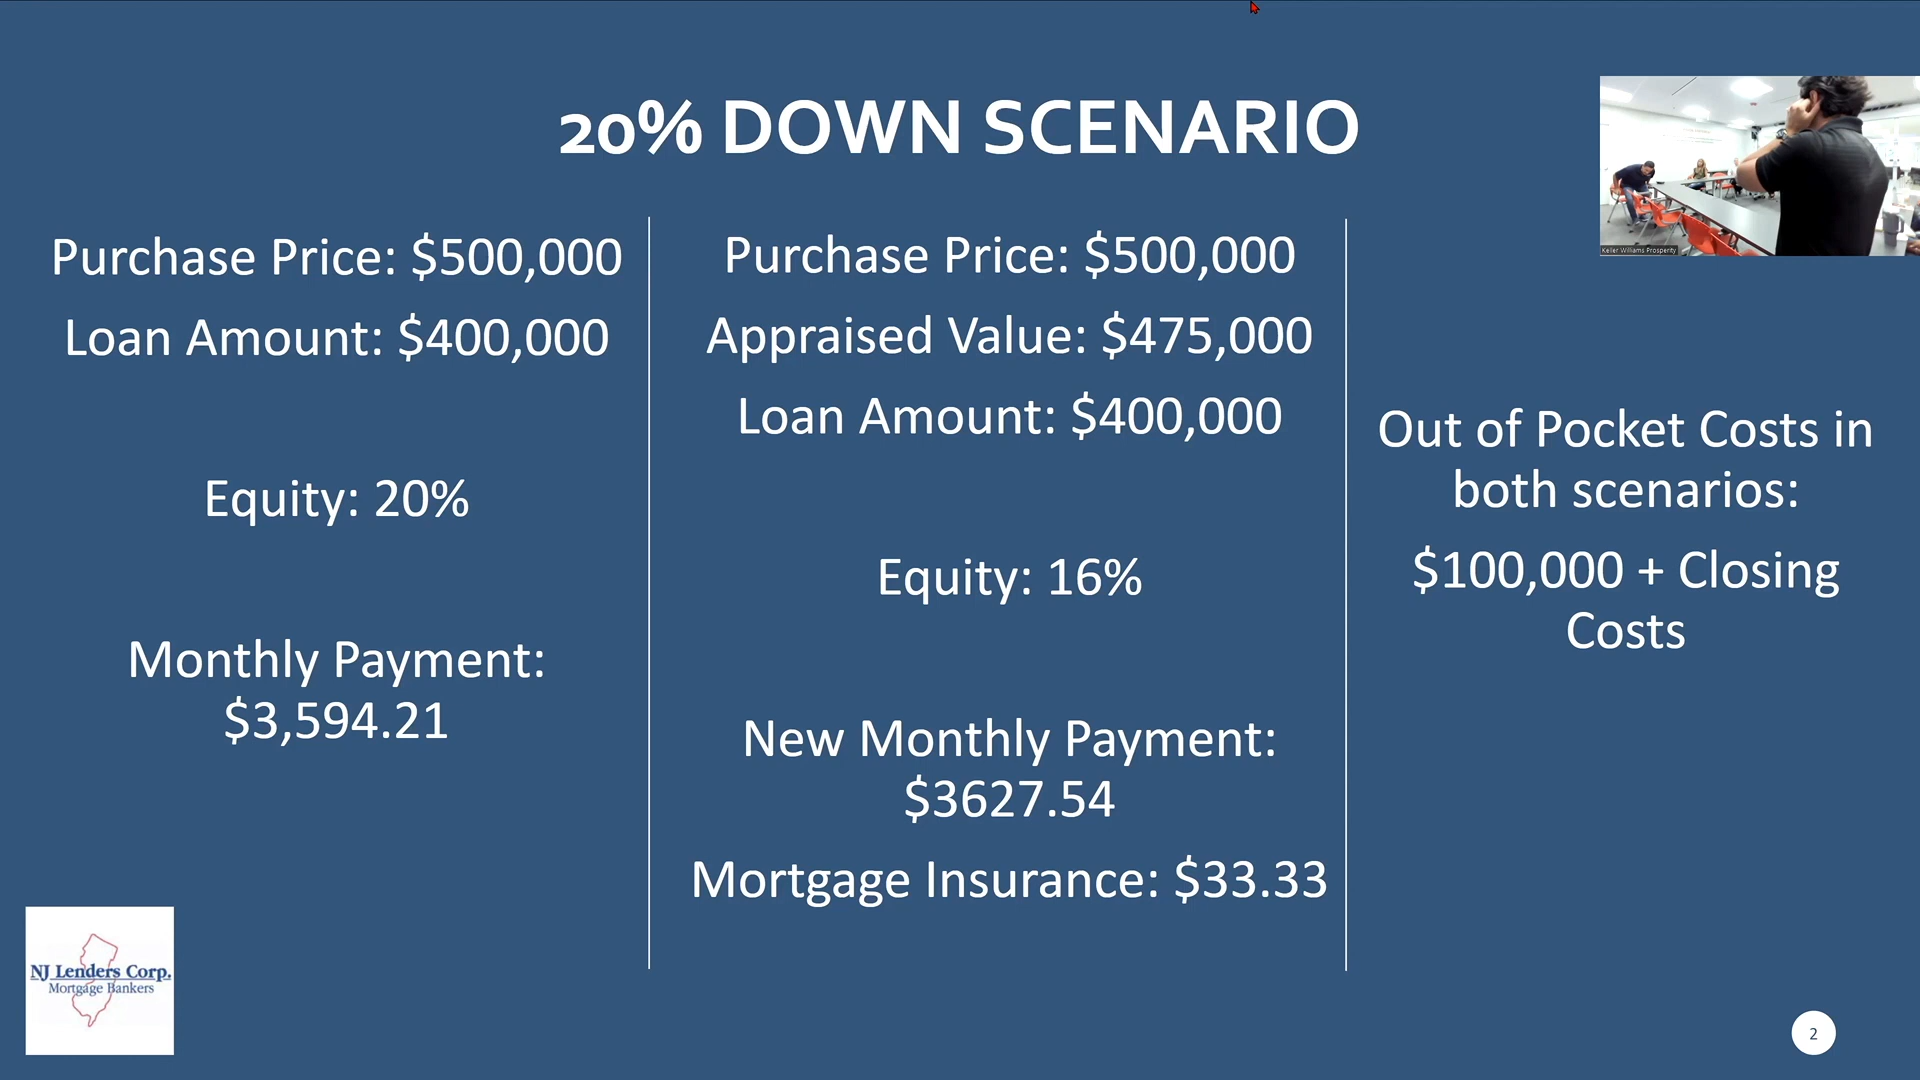 20% DOWN SCENARIO
Purchase Price: $500,000
Loan Amount: $400,000
Equity: 20%
Monthly Payment:
$3,594.21
Purchase Price: $500,000
Appraised Value: $475,000
Loan Amount: $400,000
Equity: 16%
New Monthly Payment:
$3627.54
Mortgage Insurance: $33.33
Out of Pocket Costs in
both scenarios:
$100,000 + Closing
Costs
Keller Williams Prosperity
NJ Lenders Corp.
Mortgage Bankers
2